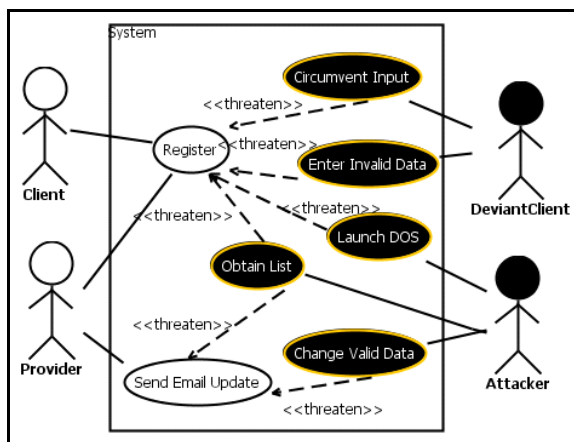 System
Circumvent Input
<<threaten>>
<<threaten>>
Register
Enter Invalid Data
Client
DeviantClient
<<threaten>>
<<threaten>>
Launch DOS
Obtain List
<<threaten>>
Change Valid Data
Provider
Send Email Update
Attacker
<<threaten>>